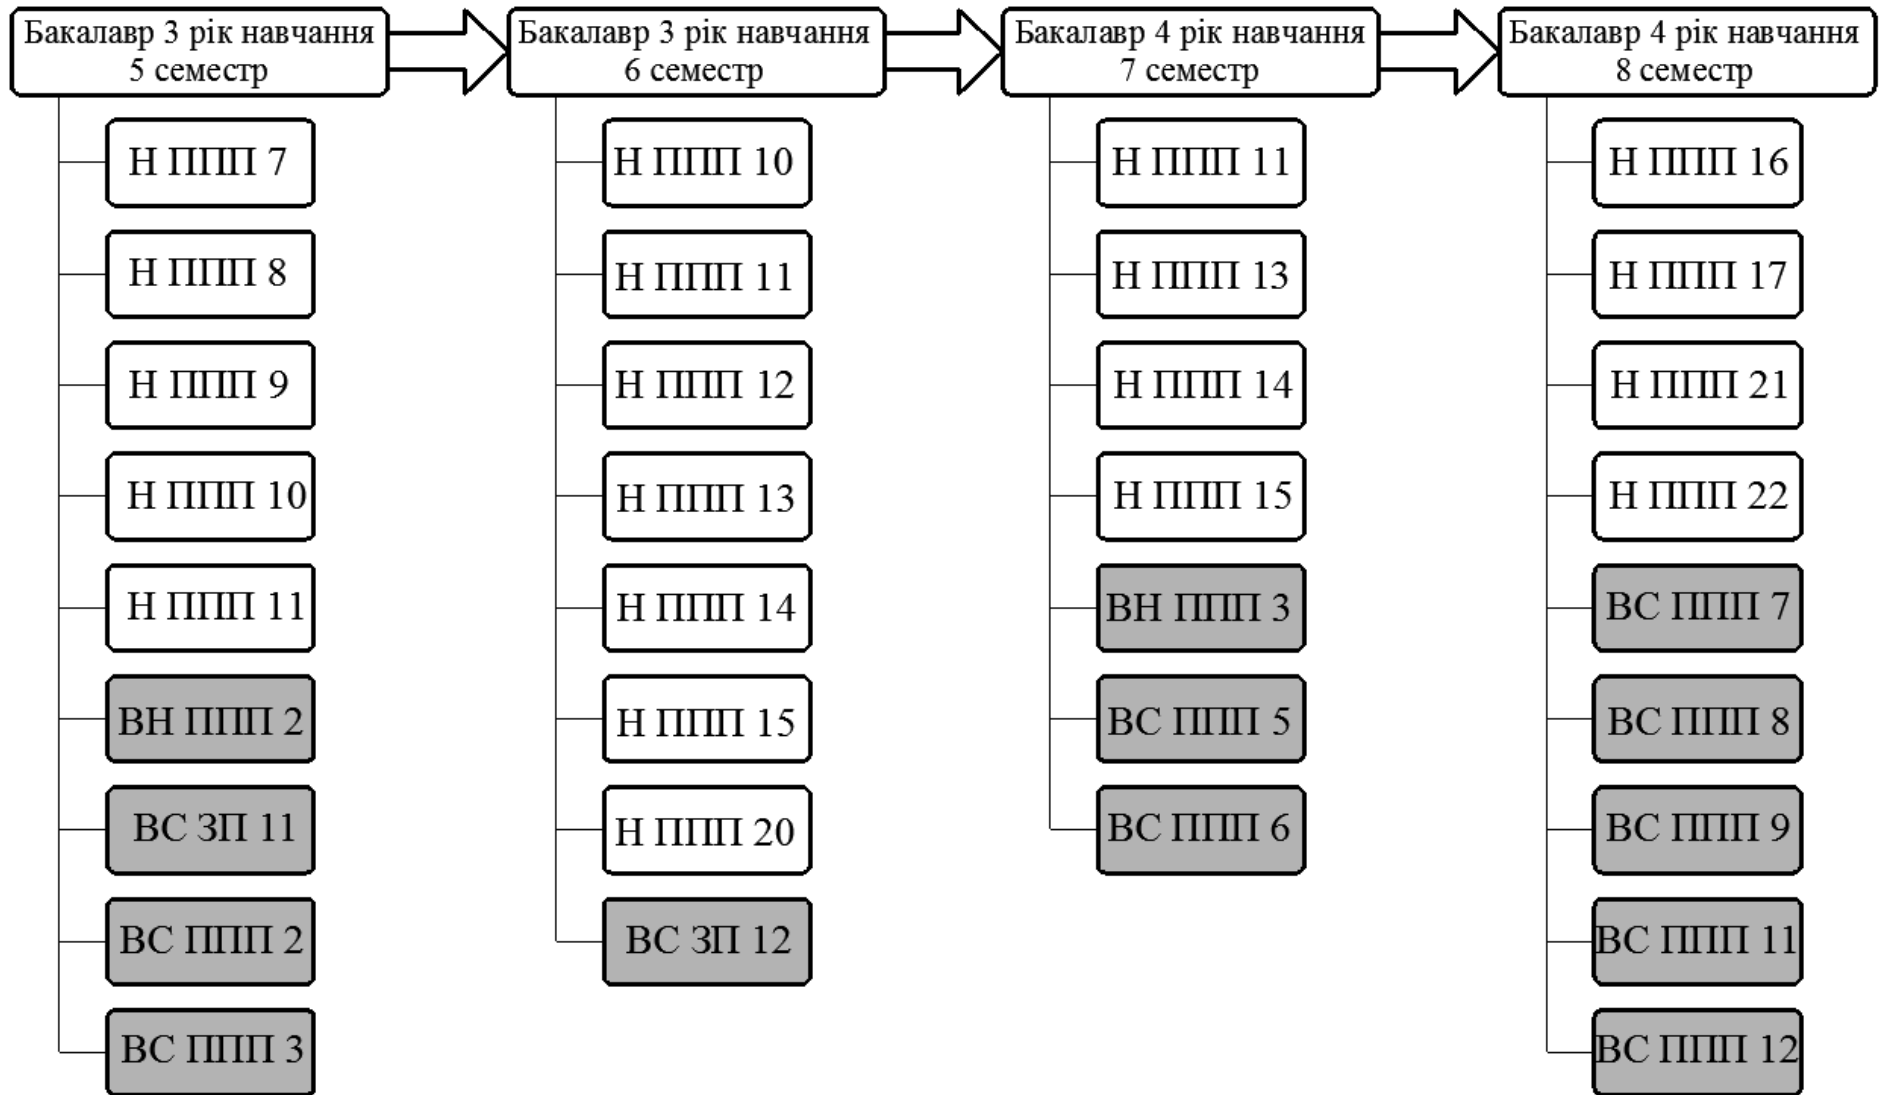 Бакалавр 3 рік навчання
5 семестр
Н ППП 7
Н ППП 8
Н ППП 9
Н ППП 10
Н ППП 11
ВН ППП 2
ВС ЗП 11
ВС ППП 2
ВС ППП 3
Бакалавр 3 рік навчання
6 семестр
Н ППП 10
Н ППП 11
Н ППП 12
Н ППП 13
Н ППП 14
Н ППП 15
Н ППП 20
ВС ЗП 12
Бакалавр 4 рік навчання
7 семестр
Н ППП 11
Н ППП 13
Н ППП 14
Н ППП 15
ВН ППП 3
ВС ППП 5
ВС ППП 6
Бакалавр 4 рік навчання
8 семестр
Н ППП 16
Н ППП 17
Н ППП 21
Н ППП 22
ВС ППП 7
ВС ППП 8
ВС ППП 9
ВС ППП 11
ВС ППП 12